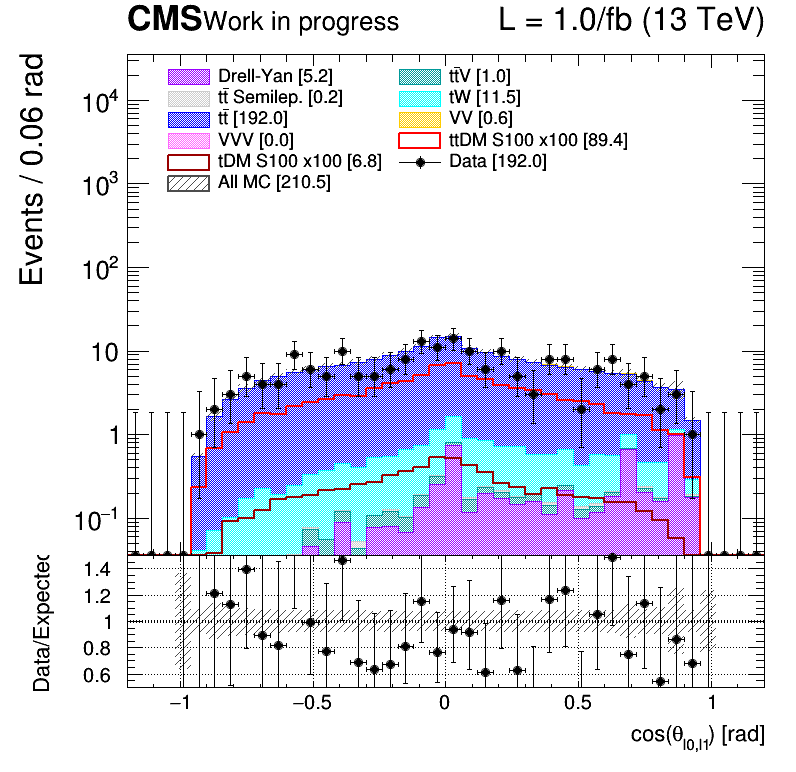 CMS Work in progress L = 1.0/fb (13 TeV)
Drell-Yan [5.2] tt̄V [1.0]
tt̄ Semilep. [0.2] tW [11.5]
tt̄ [192.0] VV [0.6]
VVV [0.0] ttDM S100 x100 [89.4]
tDM S100 x100 [6.8] Data [192.0]
All MC [210.5]
Events / 0.06 rad
10⁴
10³
10²
10
1
10⁻¹
Data/Expected
1.4
1.2
1
0.8
0.6
−1 −0.5 0 0.5 1
cos(θ_l0,l1) [rad]